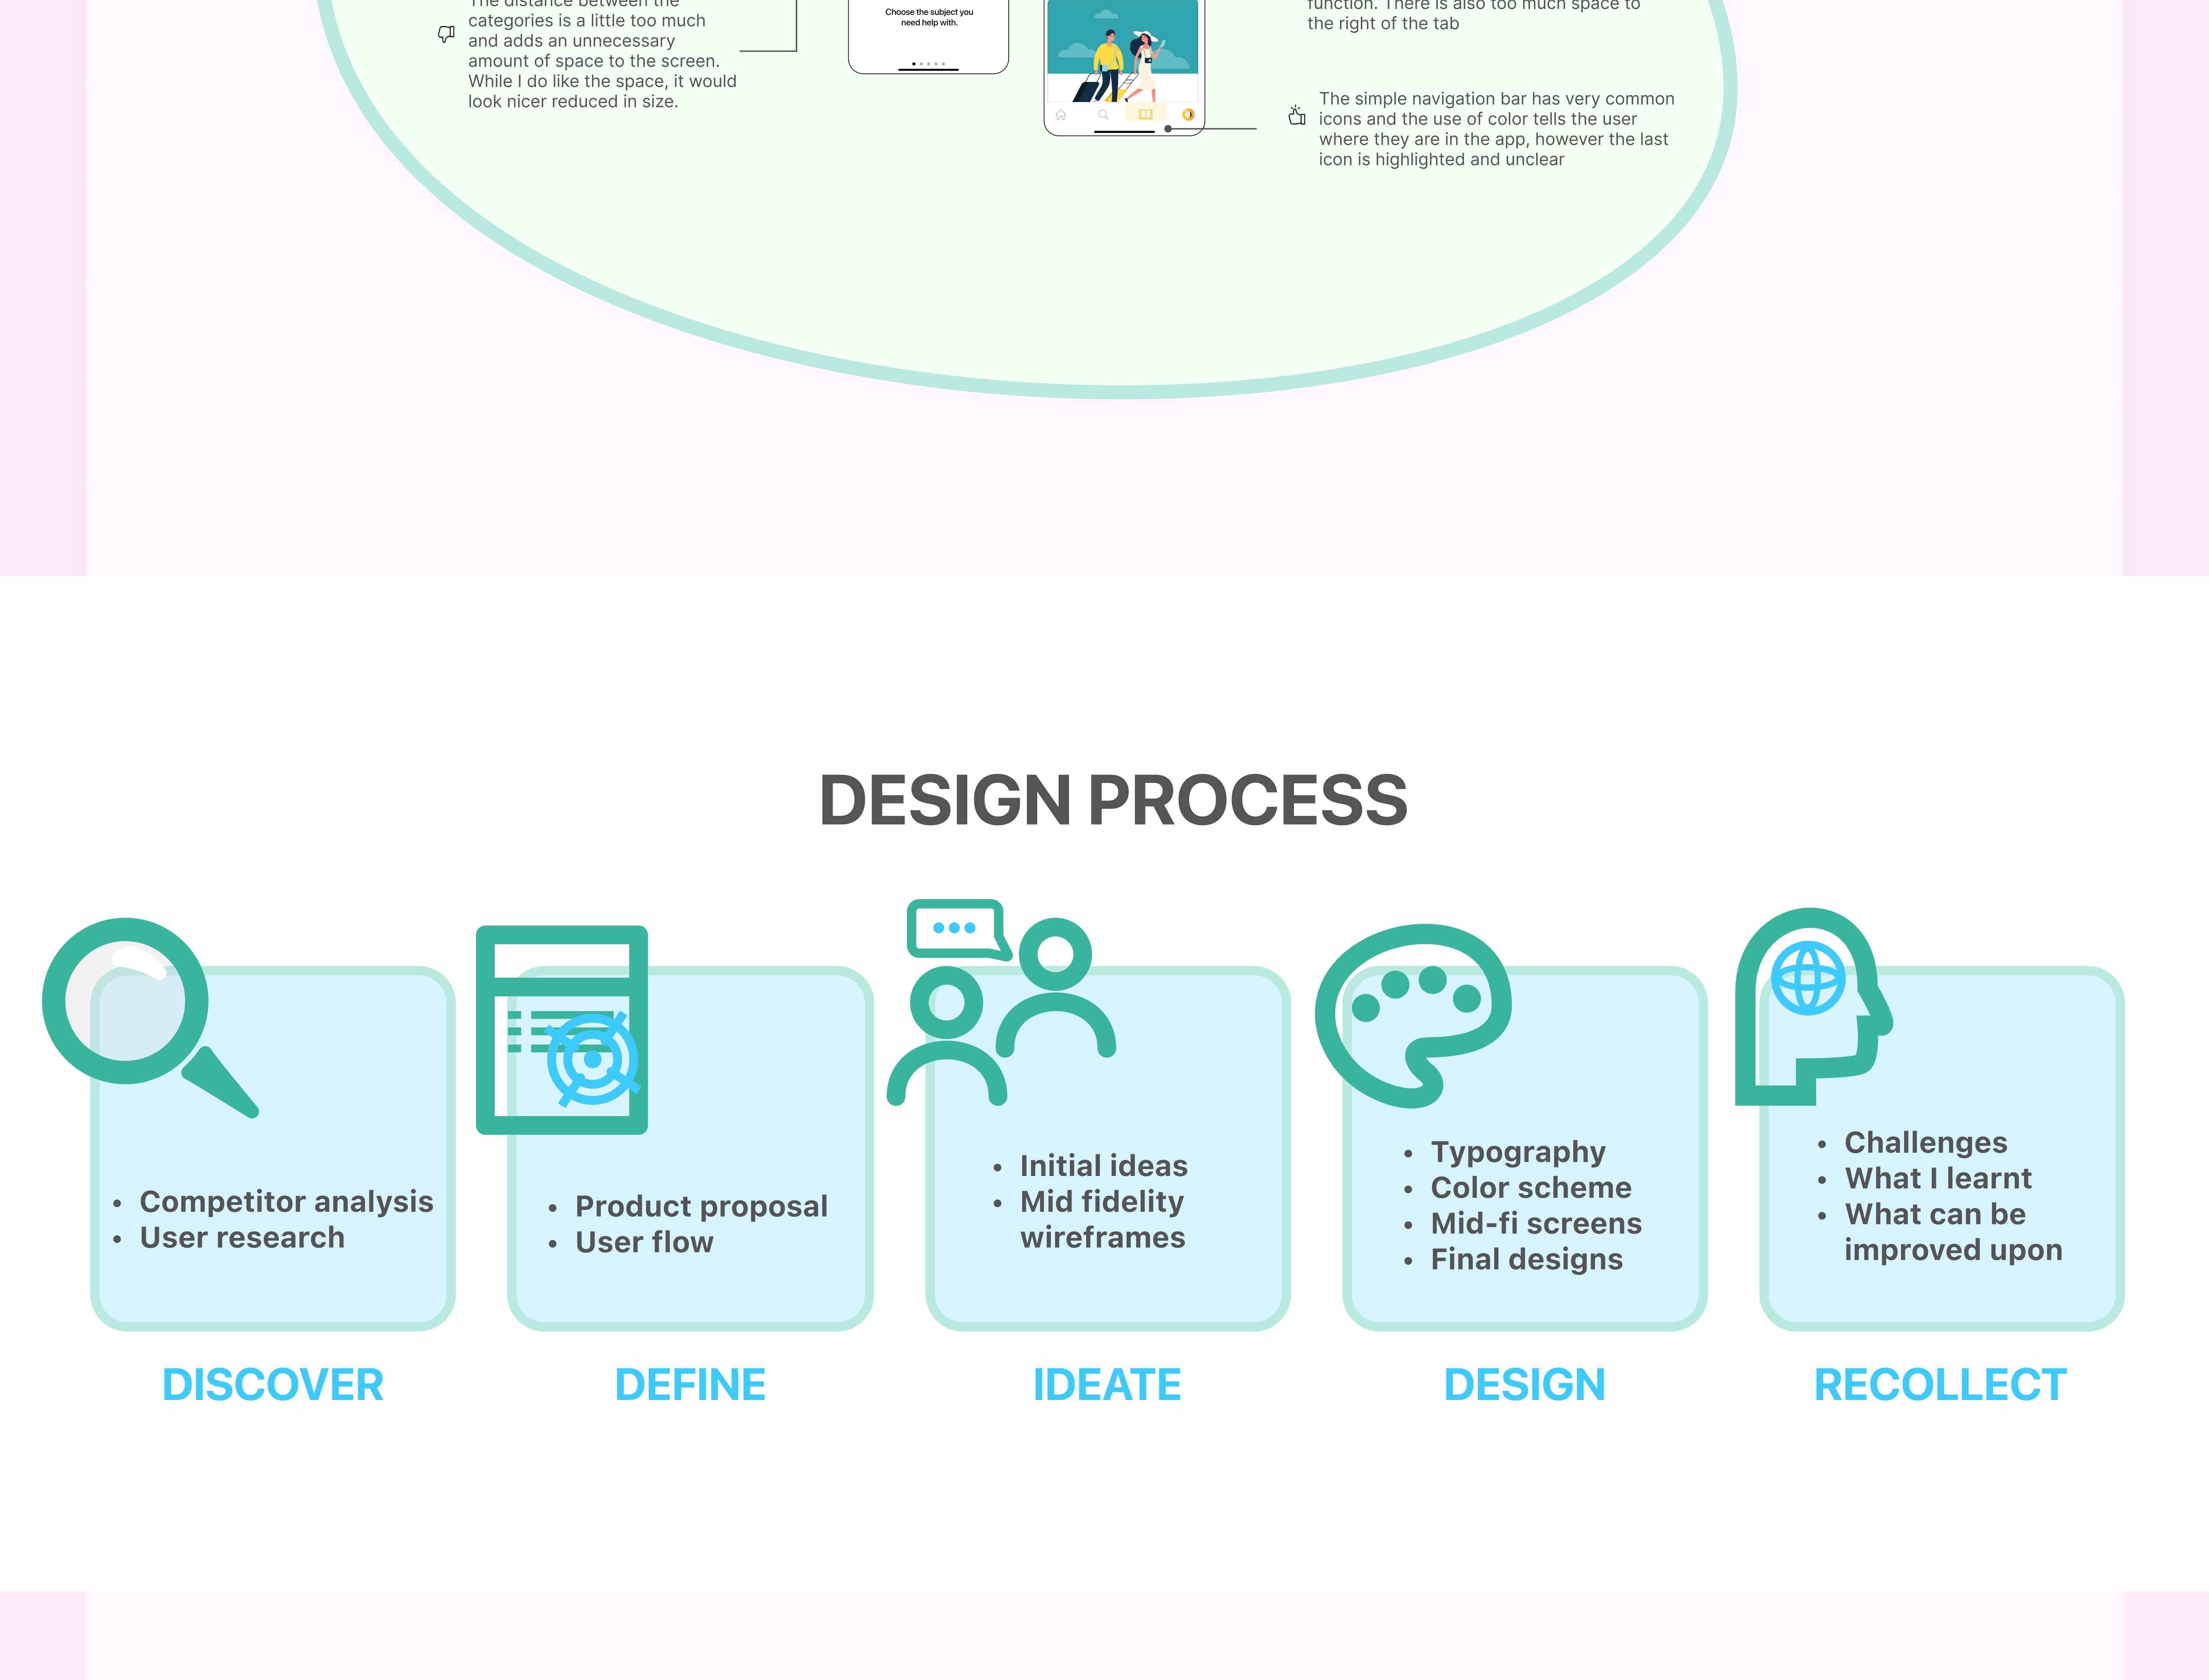 The distance between the
categories is a little too much
and adds an unnecessary
amount of space to the screen.
While I do like the space, it would
look nicer reduced in size.
Choose the subject you
need help with.
function. There is also too much space to
the right of the tab
The simple navigation bar has very common
icons and the use of color tells the user
where they are in the app, however the last
icon is highlighted and unclear
DESIGN PROCESS
• Competitor analysis
• User research
DISCOVER
• Product proposal
• User flow
DEFINE
• Initial ideas
• Mid fidelity
wireframes
IDEATE
• Typography
• Color scheme
• Mid-fi screens
• Final designs
DESIGN
• Challenges
• What I learnt
• What can be
improved upon
RECOLLECT